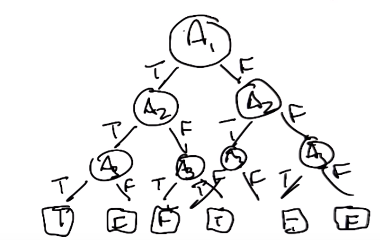 A₁
T F
A₂ A₂
T F T F
A₃ A₃ A₃ A₃
T F T T F F T F
T F F T F F